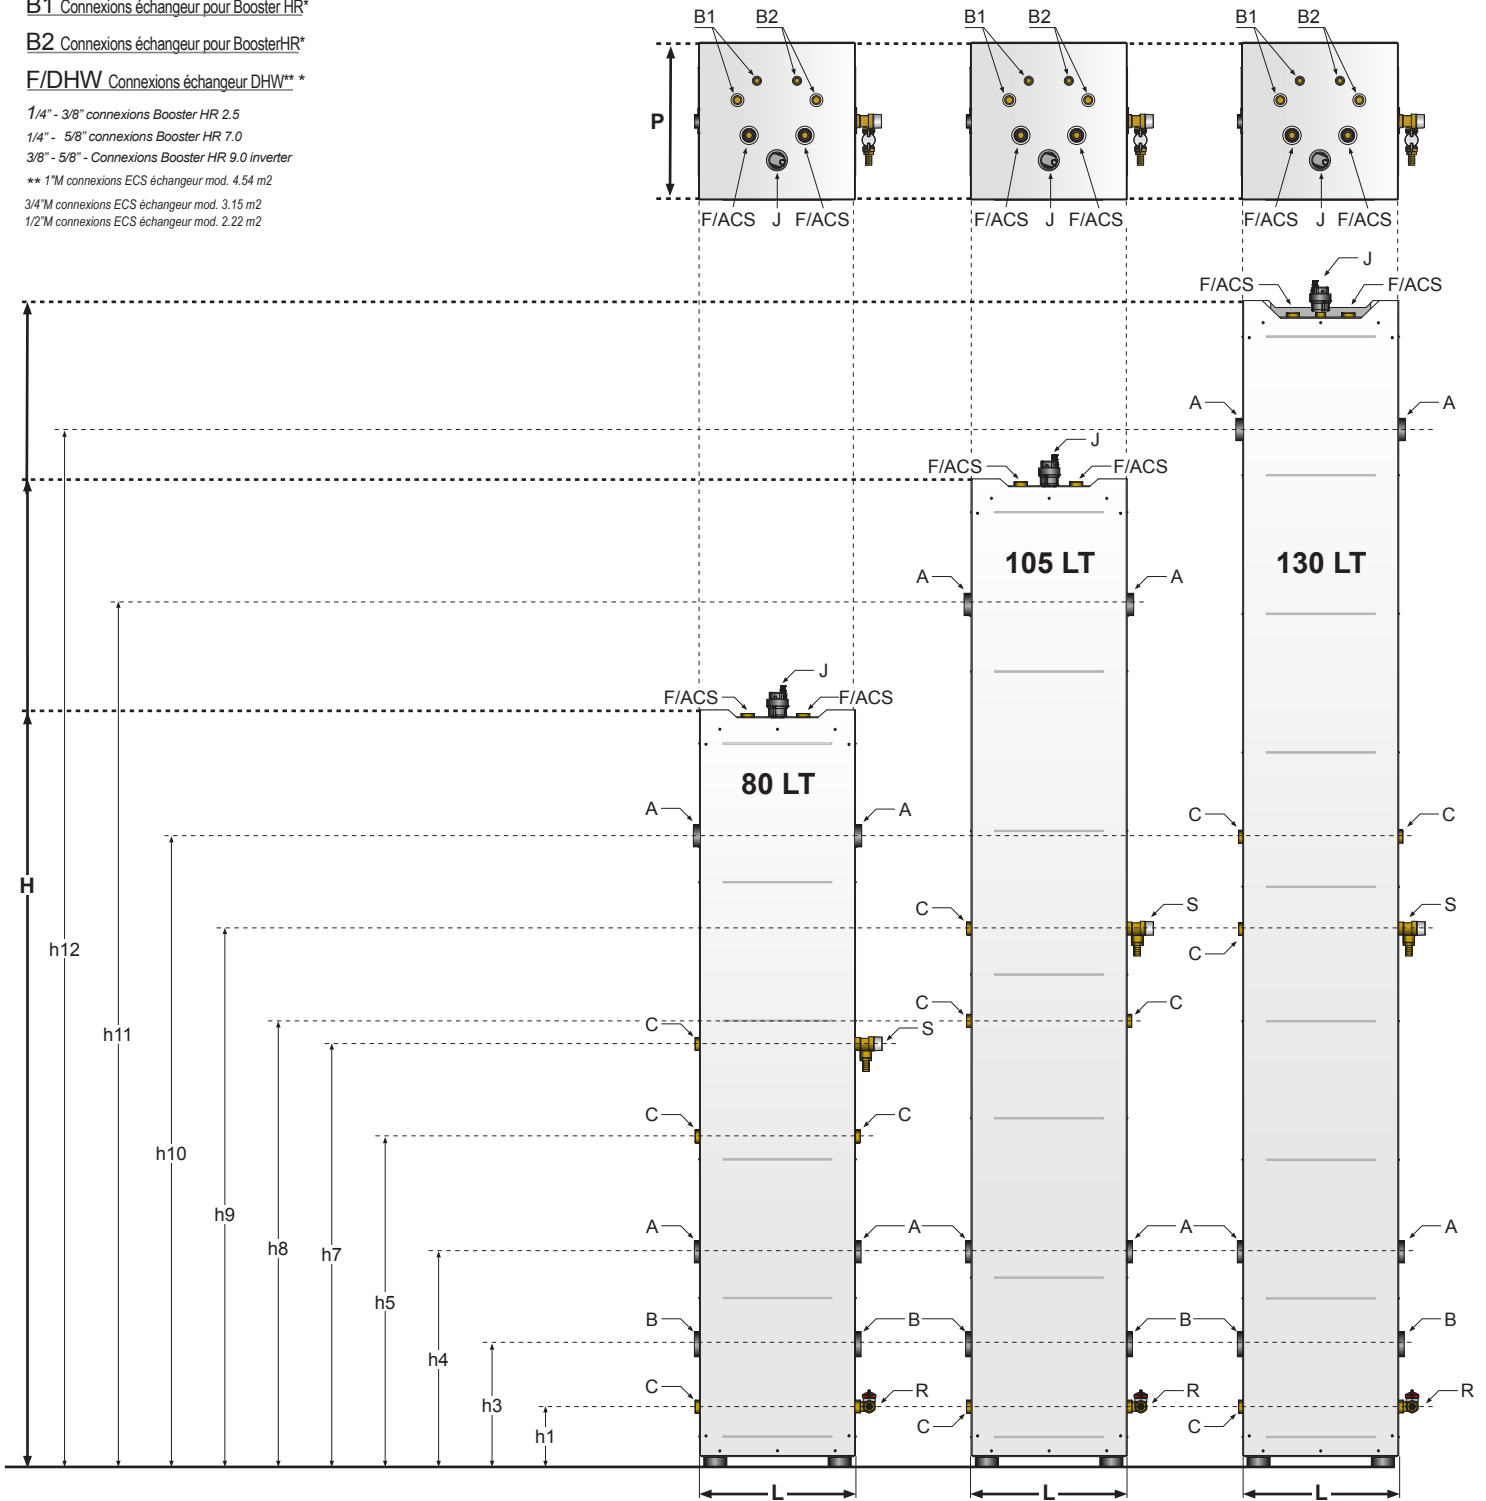 B1 Connexions échangeur pour Booster HR*
B2 Connexions échangeur pour BoosterHR*
F/DHW Connexions échangeur DHW** *
1/4” - 3/8” connexions Booster HR 2.5
1/4” - 5/8” connexions Booster HR 7.0
3/8” - 5/8” - Connexions Booster HR 9.0 inverter
** 1"M connexions ECS échangeur mod. 4.54 m2
3/4"M connexions ECS échangeur mod. 3.15 m2
1/2"M connexions ECS échangeur mod. 2.22 m2
B1 B2 B1 B2 B1 B2
P
F/ACS J F/ACS F/ACS J F/ACS F/ACS J F/ACS
J
F/ACS F/ACS
A A
J
F/ACS F/ACS
105 LT 130 LT
A A
J
F/ACS F/ACS
80 LT
A A
C C
H
C S S
h12
C
C C
C S
h11
C C
h10
h9
A A A A
h8
h7
h5
B B B B
h4
C R R R
h3
C C
h1
L L L